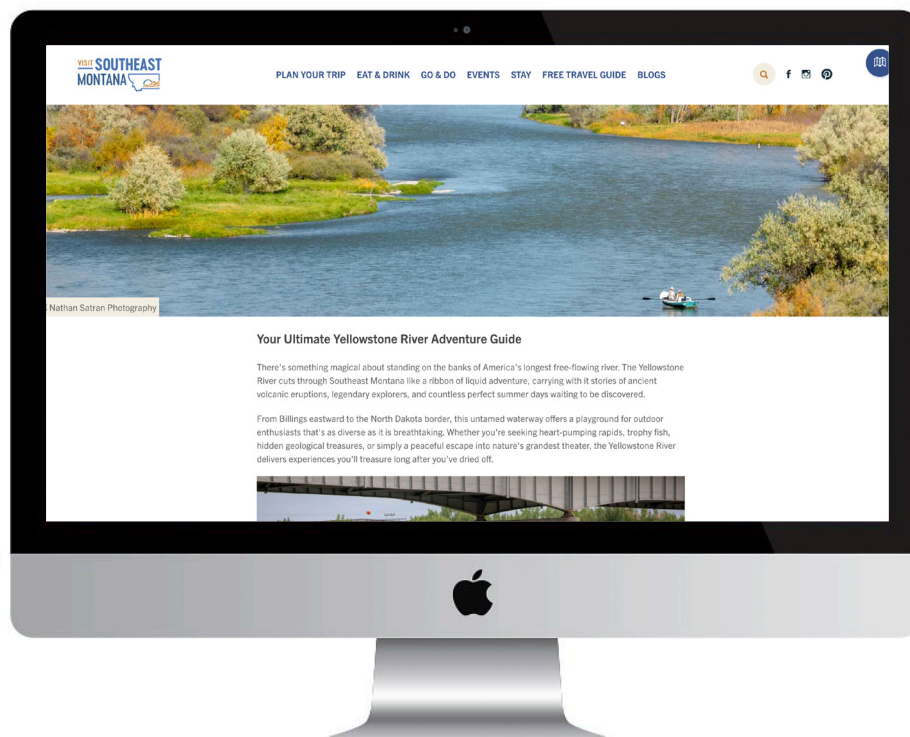 VISIT SOUTHEAST
MONTANA
PLAN YOUR TRIP EAT & DRINK GO & DO EVENTS STAY FREE TRAVEL GUIDE BLOGS
Nathan Satran Photography
Your Ultimate Yellowstone River Adventure Guide
There's something magical about standing on the banks of America's longest free-flowing river. The Yellowstone
River cuts through Southeast Montana like a ribbon of liquid adventure, carrying with it stories of ancient
volcanic eruptions, legendary explorers, and countless perfect summer days waiting to be discovered.
From Billings eastward to the North Dakota border, this untamed waterway offers a playground for outdoor
enthusiasts that's as diverse as it is breathtaking. Whether you're seeking heart-pumping rapids, trophy fish,
hidden geological treasures, or simply a peaceful escape into nature's grandest theater, the Yellowstone River
delivers experiences you'll treasure long after you've dried off.